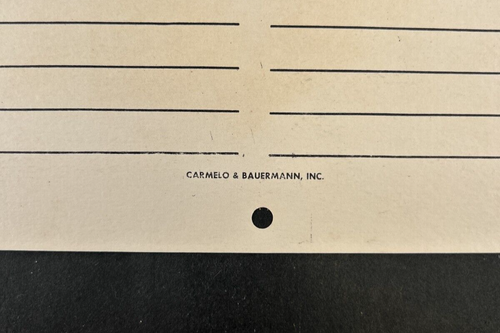 CARMELO & BAUERMANN, INC.